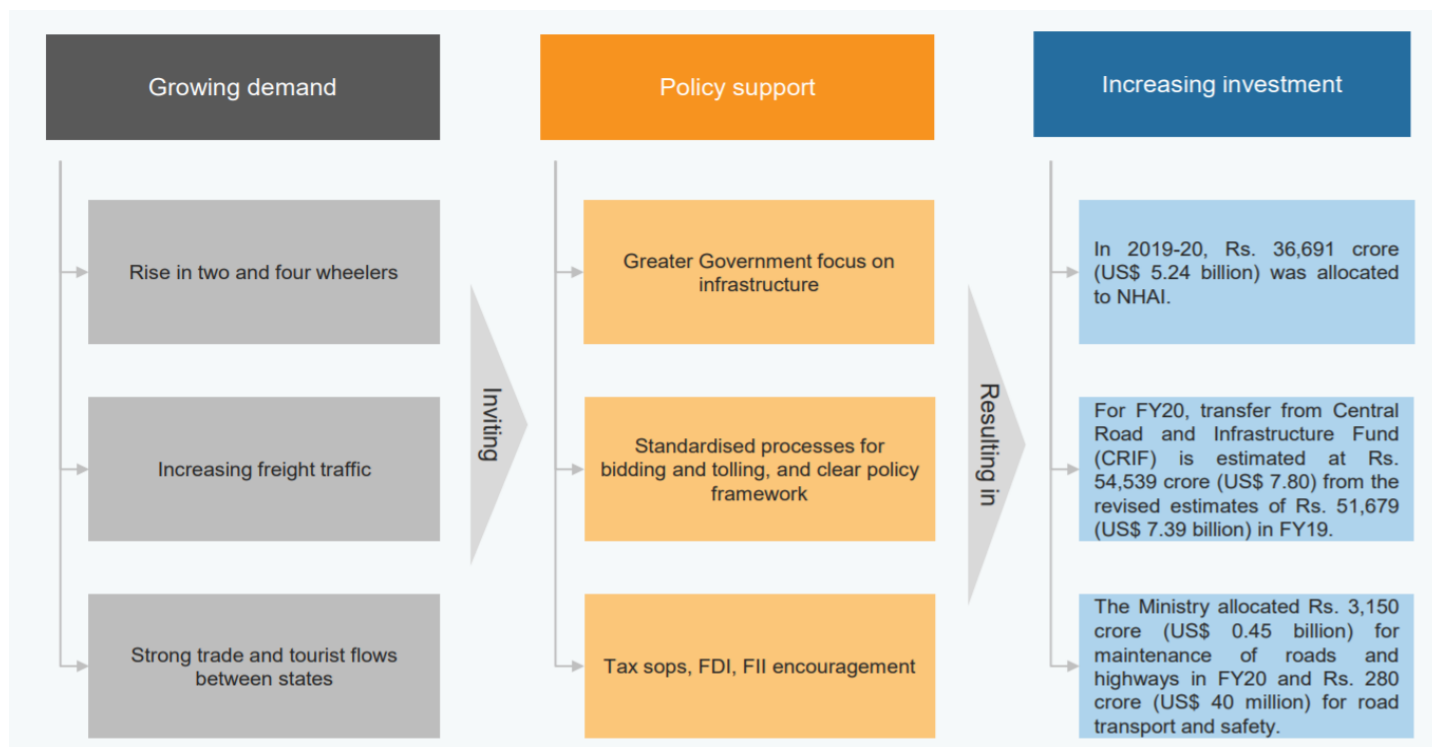 Growing demand
Rise in two and four wheelers
Increasing freight traffic
Strong trade and tourist flows
between states
Inviting
Policy support
Greater Government focus on
infrastructure
Standardised processes for
bidding and tolling, and clear policy
framework
Tax sops, FDI, FII encouragement
Resulting in
Increasing investment
In 2019-20, Rs. 36,691 crore
(US$ 5.24 billion) was allocated
to NHAI.
For FY20, transfer from Central
Road and Infrastructure Fund
(CRIF) is estimated at Rs.
54,539 crore (US$ 7.80) from the
revised estimates of Rs. 51,679
(US$ 7.39 billion) in FY19.
The Ministry allocated Rs. 3,150
crore (US$ 0.45 billion) for
maintenance of roads and
highways in FY20 and Rs. 280
crore (US$ 40 million) for road
transport and safety.